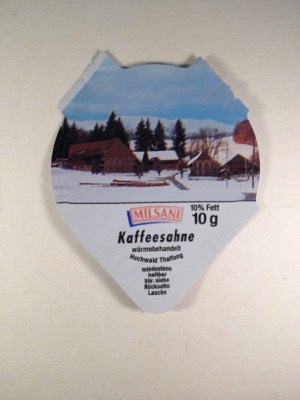 MILSANI
10% Fett
10 g
Kaffeesahne
wärmebehandelt
Hochwald Thalfang
mindestens
haltbar
bis: siehe
Rückseite
Lasche